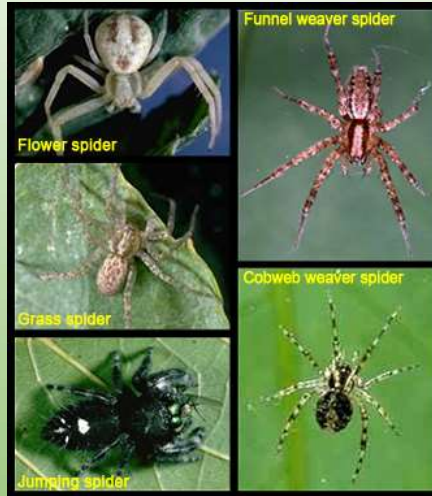 Flower spider
Grass spider
Jumping spider
Funnel weaver spider
Cobweb weaver spider